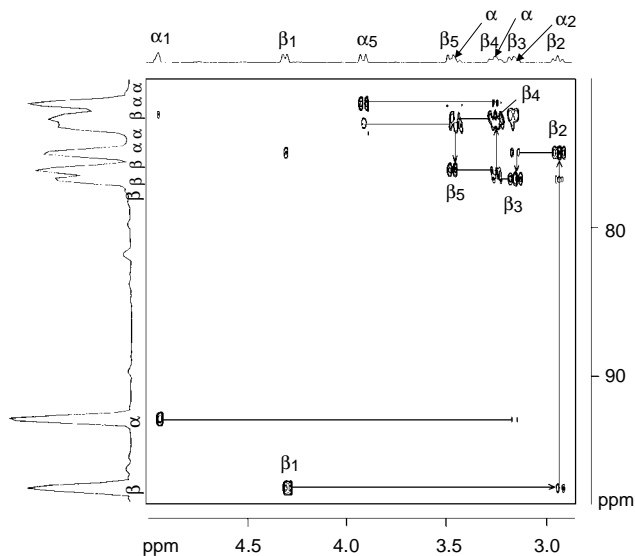 α α
α1 β1 α5 β5 β4 β3 α2 β2
α
α
β
α
α
β
β
β
β4
β2
β5 β3
80
90
α
β
β1
ppm
ppm 4.5 4.0 3.5 3.0